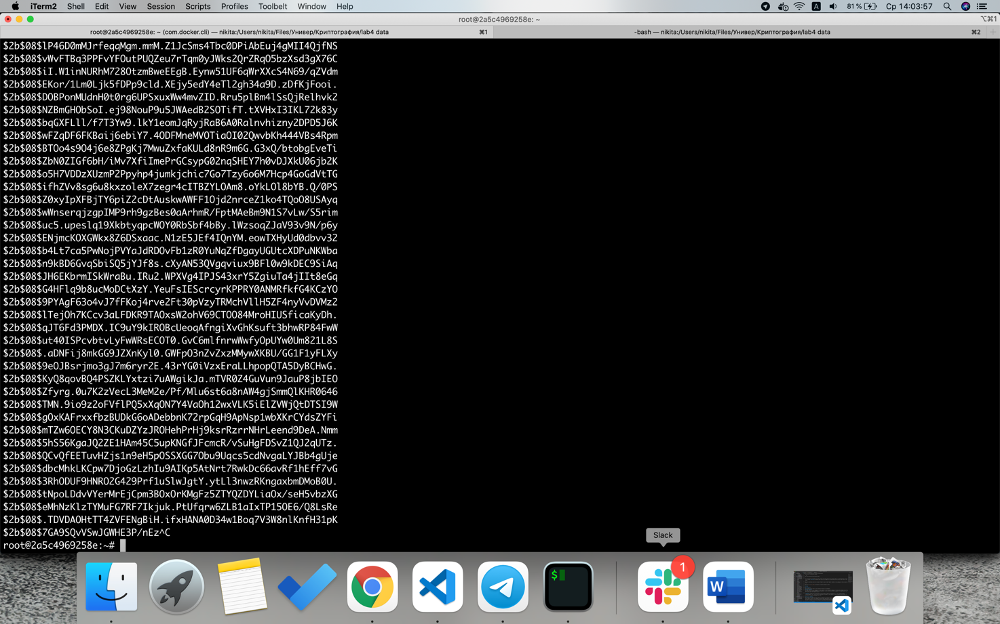 iTerm2 Shell Edit View Session Scripts Profiles Toolbelt Window Help 81 % Ср 14:03:57
root@2a5c4969258e: ~ ⌥⌘1
root@2a5c4969258e: ~ (com.docker.cli) — nikita:/Users/nikita/Files/Универ/Криптография/lab4 data ⌘1 -bash — nikita:/Users/nikita/Files/Универ/Криптография/lab4 data ⌘2
$2b$08$lP46D0mMJrfeqqMgm.mmM.Z1JcSms4Tbc0DPiAbEuj4gMII4QjfNS
$2b$08$vWvFTBq3PPFvYFOutPUQZeu7rTqm0yJWks2QrZRqO5bzXsd3gX76C
$2b$08$iI.W1inNURhM728OtzmBweEEgB.Eynw51UF6qWrXXcS4N69/qZVdm
$2b$08$EKor/1Lm0Ljk5fDPp9cld.XEjy5edY4eTl2gh34a9D.zDfKjFooi.
$2b$08$DOBPonMUdnH0t0rg6UPSxuxWw4mvZID.Rru5plBm4lSsQjRelhvk2
$2b$08$NZBmGHObSoI.ej98NouP9u5JWAedB2SOTifT.tXVHxI3IKL72k83y
$2b$08$bqGXFLll/f7T3Yw9.lkY1eomJqRyjRaB6A0Ralnvhizny2DPD5J6K
$2b$08$wFZqDF6FKBaij6ebiY7.4ODFMneMVOTiaOI02QwvbKh444VBs4Rpm
$2b$08$BTOo4s9O4j6e8ZPgKj7MwuZxfaKULd8nR9m6G.G3xQ/btobgEveTi
$2b$08$ZbN0ZIGf6bH/iMv7XfiImePrGCsypG02nqSHEY7h0vDJXkU06jb2K
$2b$08$o5H7VDDzXUzmP2Ppyhp4jumkjchic7Go7Tzy6o6M7Hcp4GoGdVtTG
$2b$08$ifhZVv8sg6u8kxzoleX7zegr4cITBZYLOAm8.oYkLOl8bYB.Q/0PS
$2b$08$Z0xyIpXFBjTY6piZ2cDtAuskwAWFF1Ojd2nrceZ1ko4TQoO8USAyq
$2b$08$wWnserqjzgpIMP9rh9gzBes0aArhmR/FptMAeBm9N1S7vLw/S5rim
$2b$08$uc5.upeslq19XkbtyqpcWOY0RbSbf4bBy.lWzsoqZJaV93v9N/p6y
$2b$08$ENjmcKOXGWkx8Z6DSxaac.N1zE5JEf4IQnYM.eowTXHyUd0dbvv32
$2b$08$b4Lt7ca5PwNojPVYaJdRDOvFb1zR0YuNqZfDgayUGUtcXDPuNKWba
$2b$08$n9kBD6GvqSbiSQ5jYJf8s.cXyAN53QVgqviux9BFl0w9kDEC9SiAq
$2b$08$JH6EKbrmISkWraBu.IRu2.WPXVg4IPJS43xrY5ZgiuTa4jIIt8eGq
$2b$08$G4HFlq9b8ucMoDCtXzY.YeuFsIEScrcyrKPPRY0ANMRfkfG4KCzYO
$2b$08$9PYAgF63o4vJ7fFKoj4rve2Ft30pVzyTRMchVllH5ZF4nyVvDVMz2
$2b$08$lTejOh7KCcv3aLFDKR9TAOxsW2ohV69CTOO84MroHIUSficaKyDh.
$2b$08$qJT6Fd3PMDX.IC9uY9kIROBcUeoqAfngiXvGhKsuft3bhwRP84FwW
$2b$08$ut40ISPcvbtvLyFwWRsECOT0.GvC6mlfnrwWwfyOpUYw0Um821L8S
$2b$08$.aDNFij8mkGG9JZXnKyl0.GWFpO3nZvZxzMMywXKBU/GG1F1yFLXy
$2b$08$9eOJBsrjmo3gJ7m6ryr2E.43rYG0iVzxEraLLhpopQTA5DyBCHwG.
$2b$08$KyQ8qovBQ4PSZKLYxtzi7uAWgikJa.mTVR0Z4GuVun9JauP8jbIEO
$2b$08$Zfyrg.0u7K2zVecL3MeM2e/Pf/Mlu6st6a8nAW4gjSmmQlKHR0646
$2b$08$TMN.9io9z2oFVflPQ5xXqON7Y4VaOh12wxVLK5iElZVWjQtDTSI9W
$2b$08$gOxKAFrxxfbzBUDkG6oADebbnK72rpGqH9ApNsp1wbXKrCYdsZYFi
$2b$08$mTZw6OECY8N3CKuDZYzJROHehPrHj9ksrRzrrNHrLeend9DeA.Nmm
$2b$08$5hS56KgaJQ2ZE1HAm45C5upKNGfJFcmcR/vSuHgFDSvZ1QJ2qUTz.
$2b$08$QCvQfEETuvHZjs1n9eH5pOSSXGG7Obu9Uqcs5cdNvgaLYJBb4gUje
$2b$08$dbcMhkLKCpw7DjoGzLzhIu9AIKp5AtNrt7RwkDc66avRf1hEff7vG
$2b$08$3RhODUF9HNRO2G429Prf1uSlwJgtY.ytLl3nwzRKngaxbmDMoB0U.
$2b$08$tNpoLDdvVYerMrEjCpm3BOxOrKMgFz5ZTYQZDYLiaOx/seH5vbzXG
$2b$08$eMhNzKlzTYMuFG7RF7Ikjuk.PtUfqrw6ZLB1aIxTP15OE6/Q8LsRe
$2b$08$.TDVDAOHtTT4ZVFENgBiH.ifxHANA0D34w1Boq7V3W8nlKnfH31pK
$2b$08$7GA9SQvVSwJGWHE3P/nEz^C
root@2a5c4969258e:~#
Slack
1